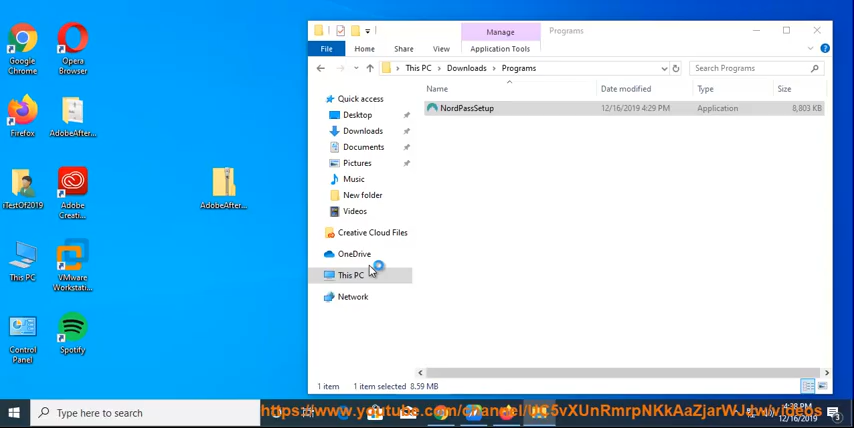 Google
Chrome
Opera
Browser
Firefox
AdobeAfter...
iTestOf2019
Adobe
Creati...
This PC
VMware
Workstati...
Control
Panel
Spotify
AdobeAfter...
Manage
Programs
File
Home
Share
View
Application Tools
This PC
Downloads
Programs
Search Programs
Name
Date modified
Type
Size
NordPassSetup
12/16/2019 4:29 PM
Application
8,803 KB
Quick access
Desktop
Downloads
Documents
Pictures
Music
New folder
Videos
Creative Cloud Files
OneDrive
This PC
Network
1 item
1 item selected 8.59 MB
Type here to search
4:38 PM
12/16/2019
3